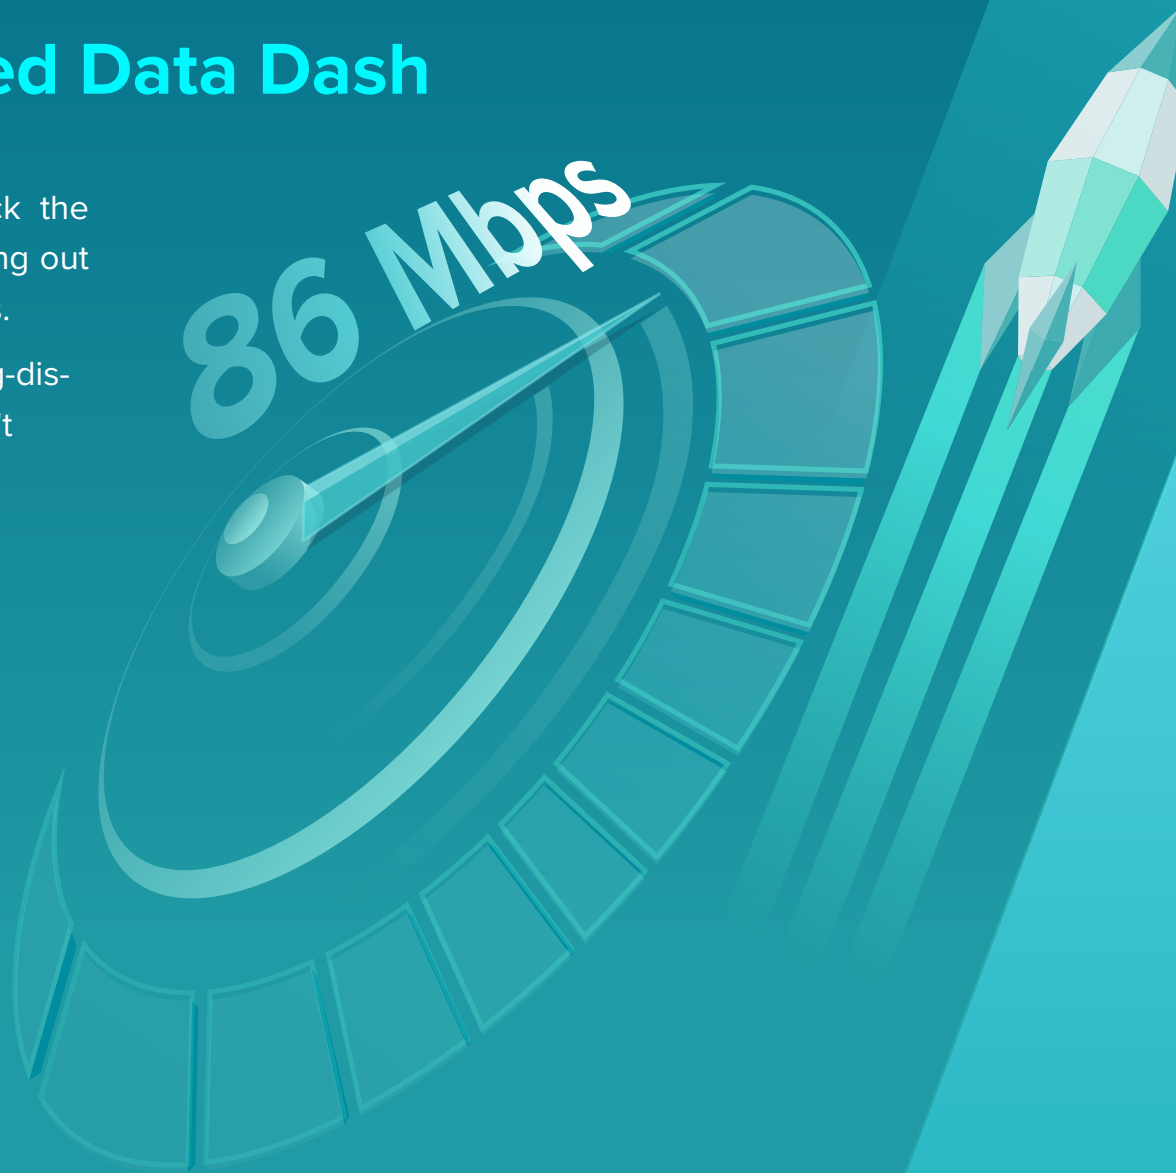 ed Data Dash
ck the
ng out
s.
g-dis-
't
86 Mbps